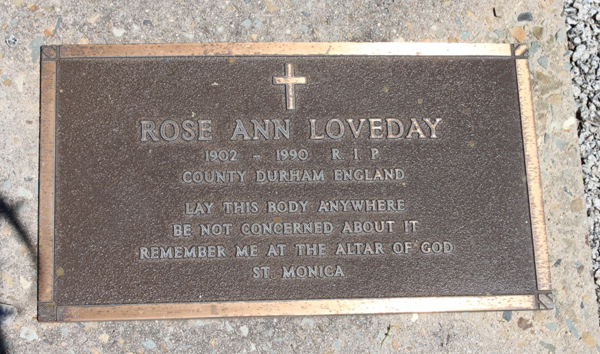 ROSE ANN LOVEDAY
1902 - 1990 R. I. P.
COUNTY DURHAM ENGLAND
LAY THIS BODY ANYWHERE
BE NOT CONCERNED ABOUT IT
REMEMBER ME AT THE ALTAR OF GOD
ST. MONICA